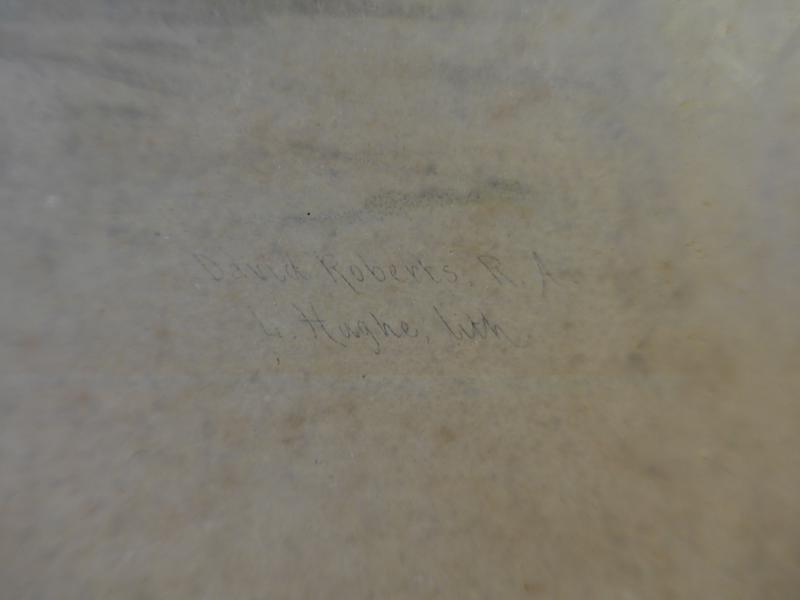 David Roberts. R. A.
L. Haghe, lith